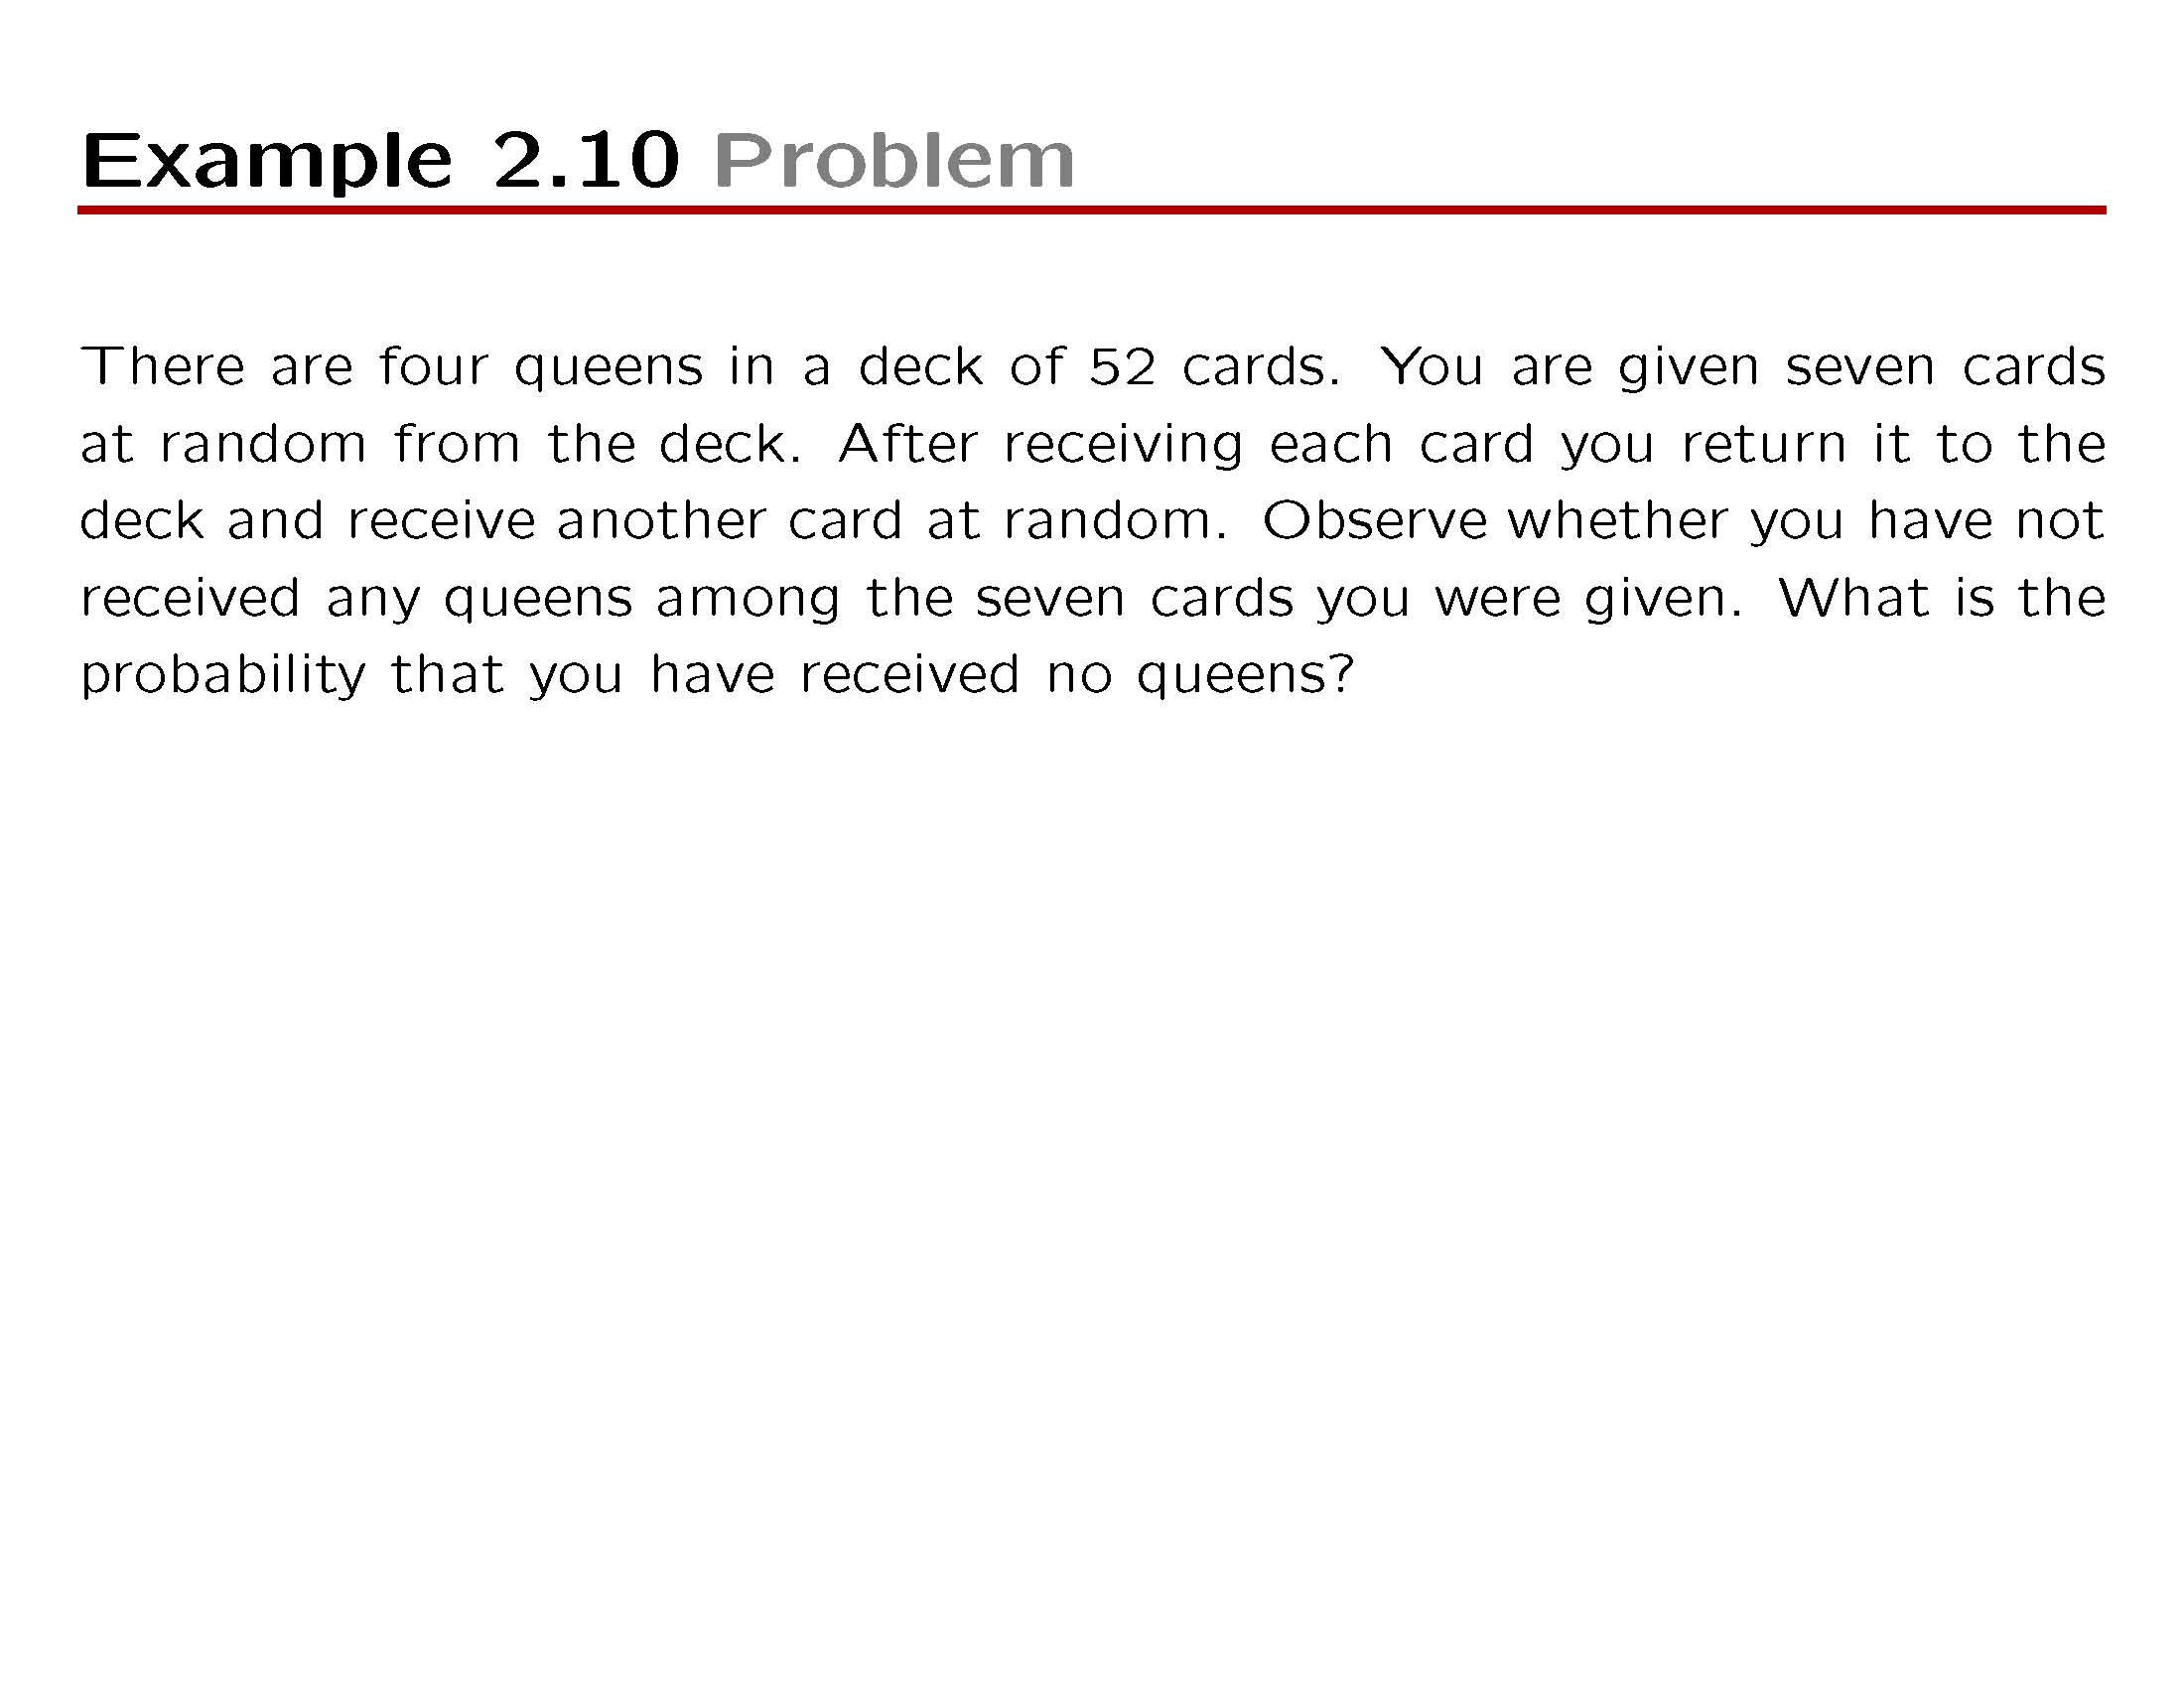 Example 2.10 Problem
There are four queens in a deck of 52 cards. You are given seven cards
at random from the deck. After receiving each card you return it to the
deck and receive another card at random. Observe whether you have not
received any queens among the seven cards you were given. What is the
probability that you have received no queens?